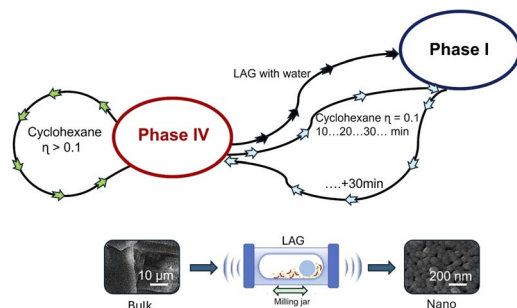 Phase I
LAG with water
Cyclohexane
η > 0.1
Phase IV
Cyclohexane η = 0.1
10…20…30… min
….+30min
LAG
10 µm
Milling jar
200 nm
Bulk
Nano